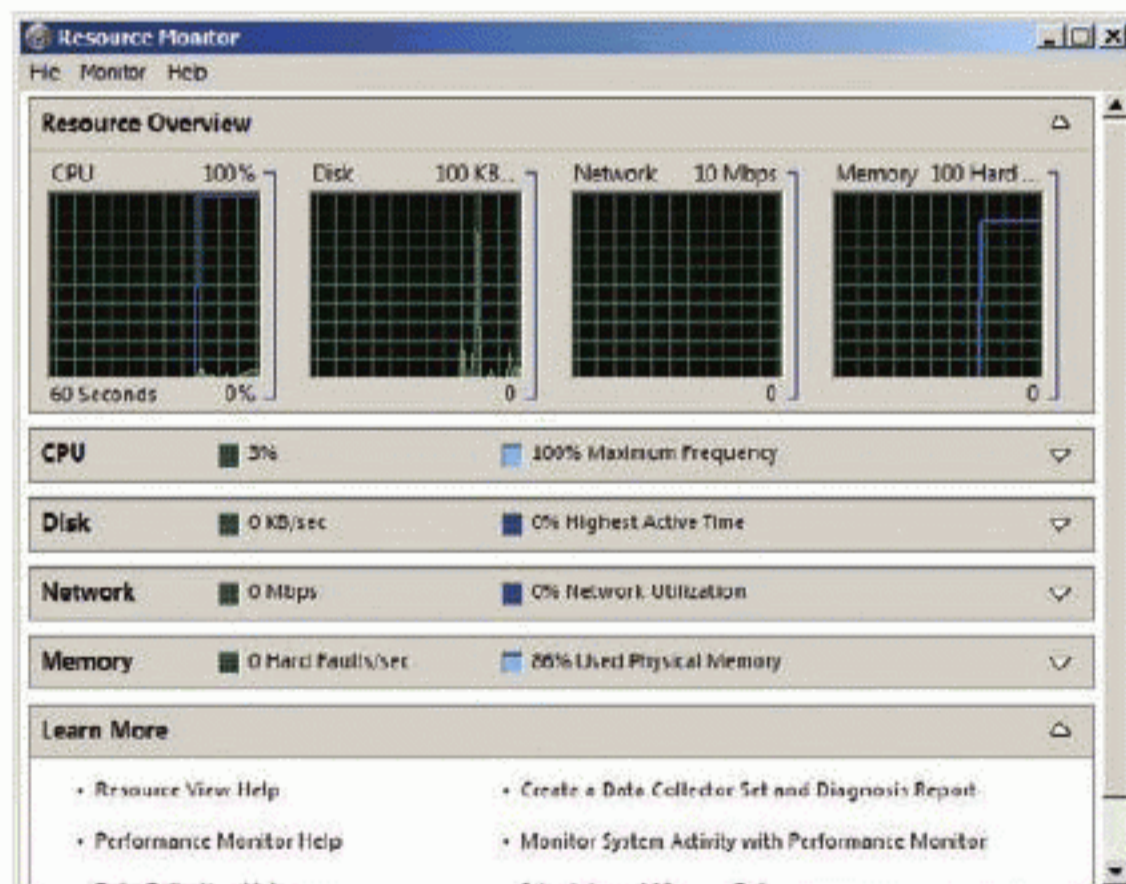 Resource Monitor
File Monitor Help
Resource Overview
CPU 100% Disk 100 KB... Network 10 Mbps Memory 100 Hard ...
60 Seconds 0% 0 0 0
CPU 3% 100% Maximum Frequency
Disk 0 KB/sec 0% Highest Active Time
Network 0 Mbps 0% Network Utilization
Memory 0 Hard Faults/sec 86% Used Physical Memory
Learn More
• Resource View Help • Create a Data Collector Set and Diagnosis Report
• Performance Monitor Help • Monitor System Activity with Performance Monitor